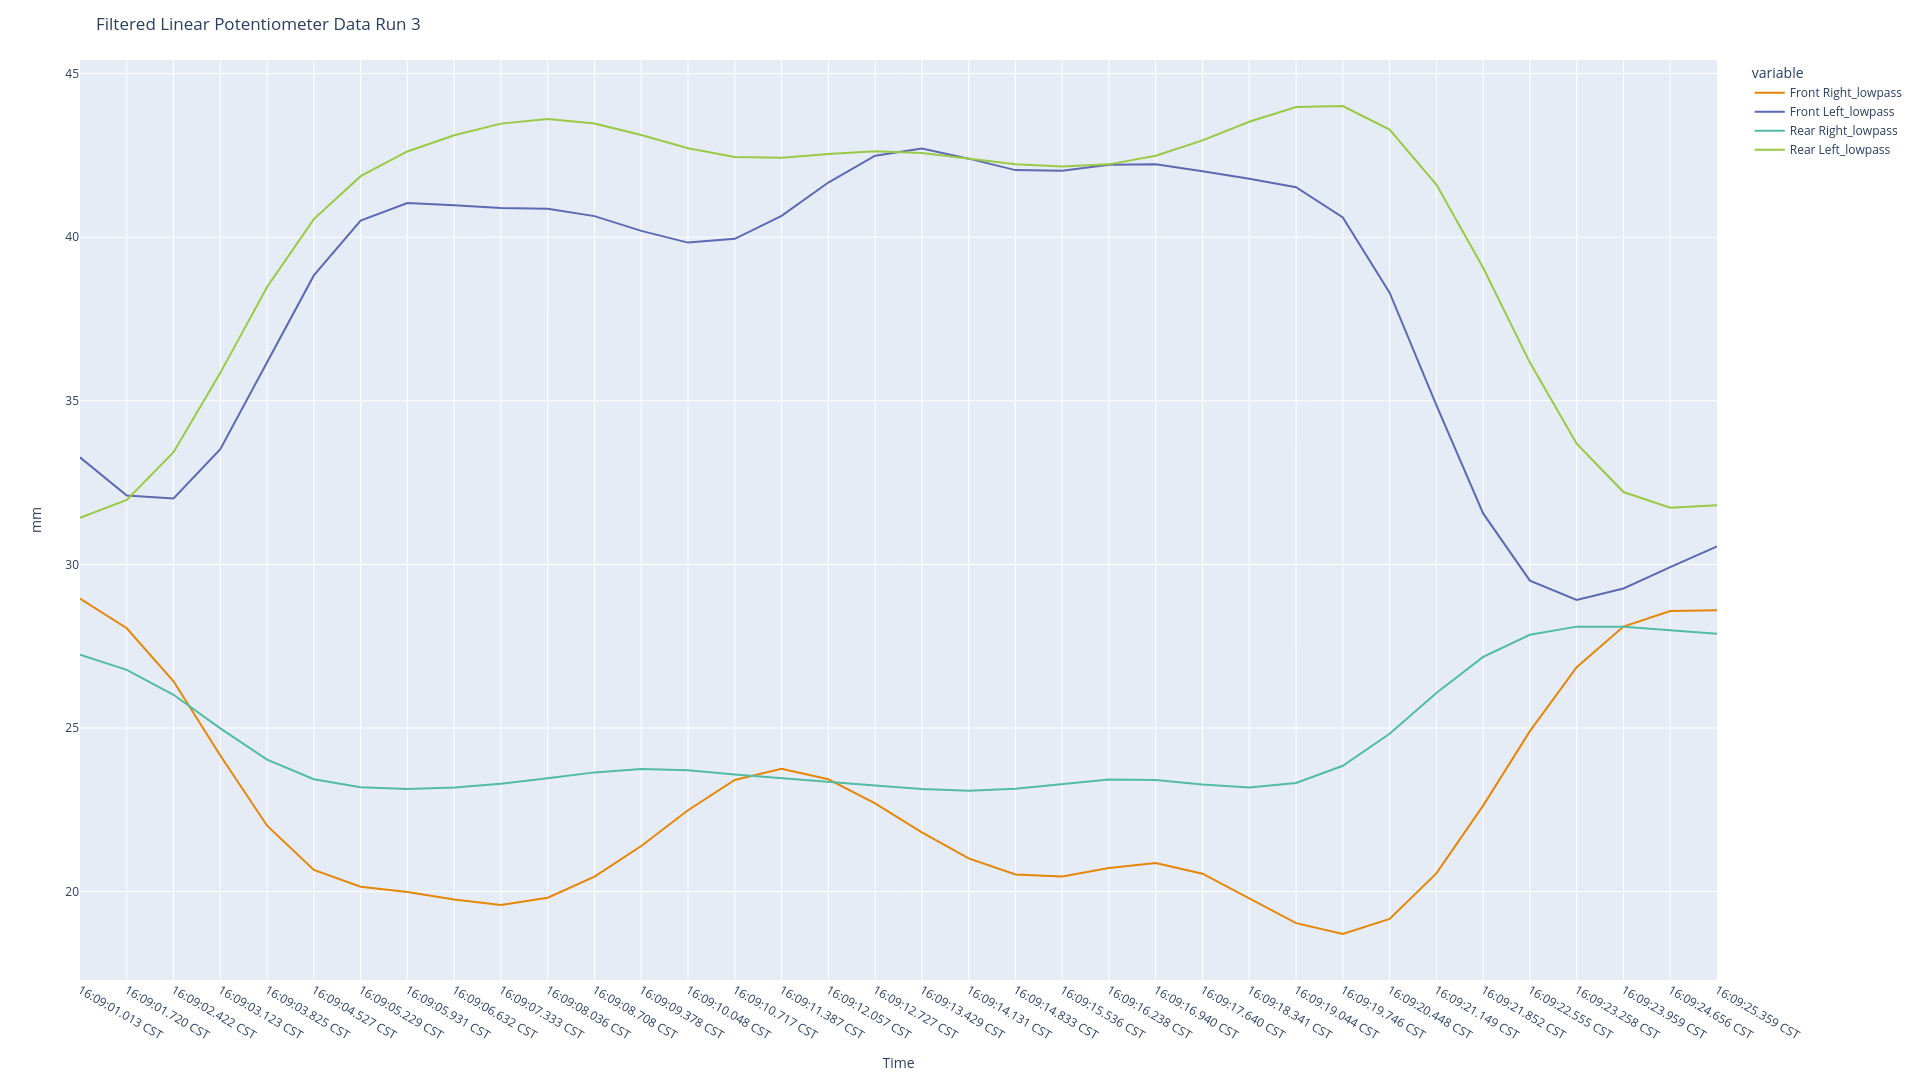 Filtered Linear Potentiometer Data Run 3
variable
Front Right_lowpass
Front Left_lowpass
Rear Right_lowpass
Rear Left_lowpass
45
40
35
30
25
20
mm
16:09:01.013 CST
16:09:01.720 CST
16:09:02.422 CST
16:09:03.123 CST
16:09:03.825 CST
16:09:04.527 CST
16:09:05.229 CST
16:09:05.931 CST
16:09:06.632 CST
16:09:07.333 CST
16:09:08.036 CST
16:09:08.708 CST
16:09:09.378 CST
16:09:10.048 CST
16:09:10.717 CST
16:09:11.387 CST
16:09:12.057 CST
16:09:12.727 CST
16:09:13.429 CST
16:09:14.131 CST
16:09:14.833 CST
16:09:15.536 CST
16:09:16.238 CST
16:09:16.940 CST
16:09:17.640 CST
16:09:18.341 CST
16:09:19.044 CST
16:09:19.746 CST
16:09:20.448 CST
16:09:21.149 CST
16:09:21.852 CST
16:09:22.555 CST
16:09:23.258 CST
16:09:23.959 CST
16:09:24.656 CST
16:09:25.359 CST
Time